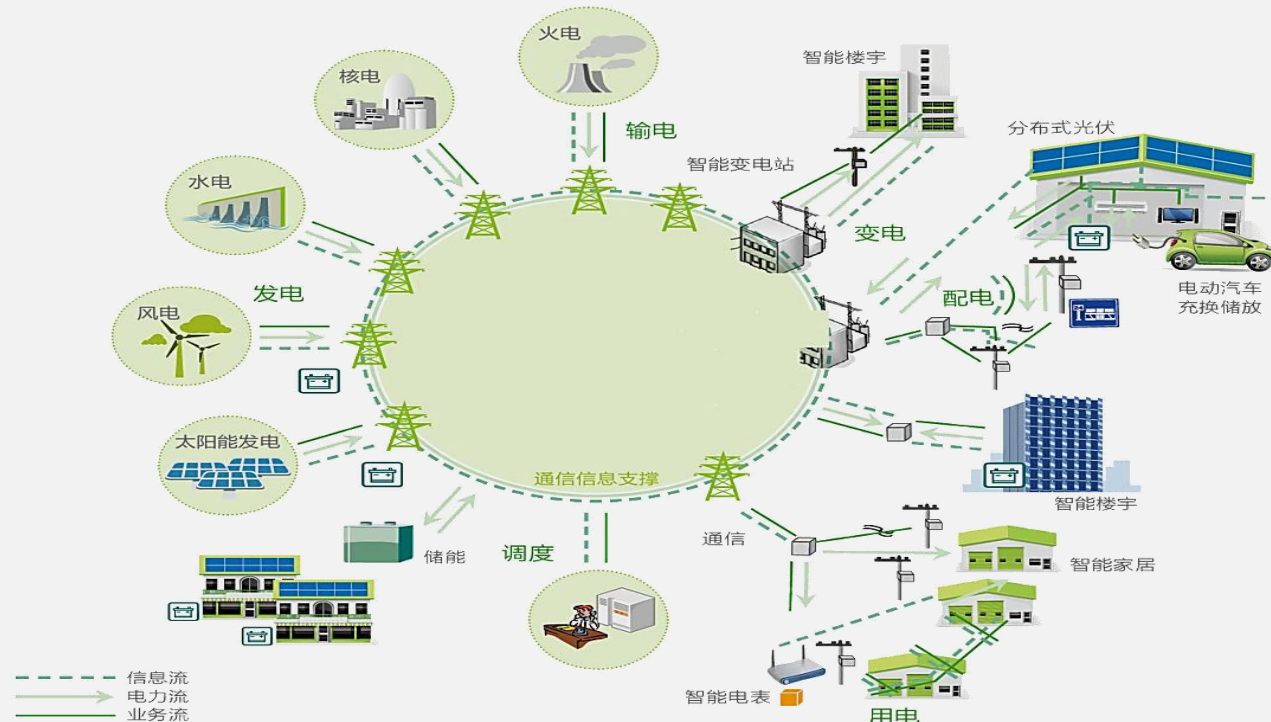 火电
核电
智能楼宇
输电
分布式光伏
智能变电站
水电
变电
发电
配电
电动汽车
充换储放
风电
太阳能发电
通信信息支撑
智能楼宇
通信
调度
储能
智能家居
信息流
电力流
智能电表
业务流
用电